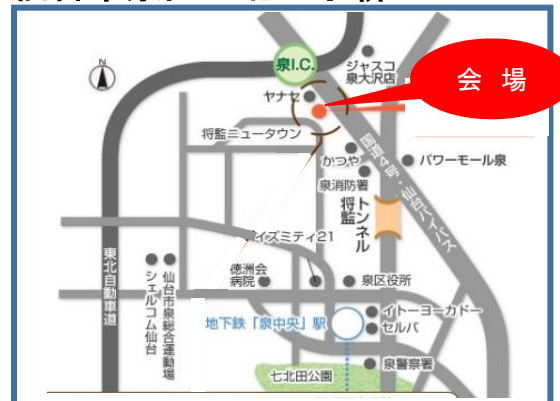 N
泉I.C.
ジャスコ
泉大沢店
会 場
ヤナセ
将監ニュータウン
かつや
泉消防署
パワーモール泉
国道4号・仙台バイパス
将監
トンネル
イズミティ21
東北自動車道
シェルコム仙台
仙台市泉総合運動場
徳洲会
病院
泉区役所
地下鉄「泉中央」駅
イトーヨーカドー
セルバ
泉警察署
七北田公園